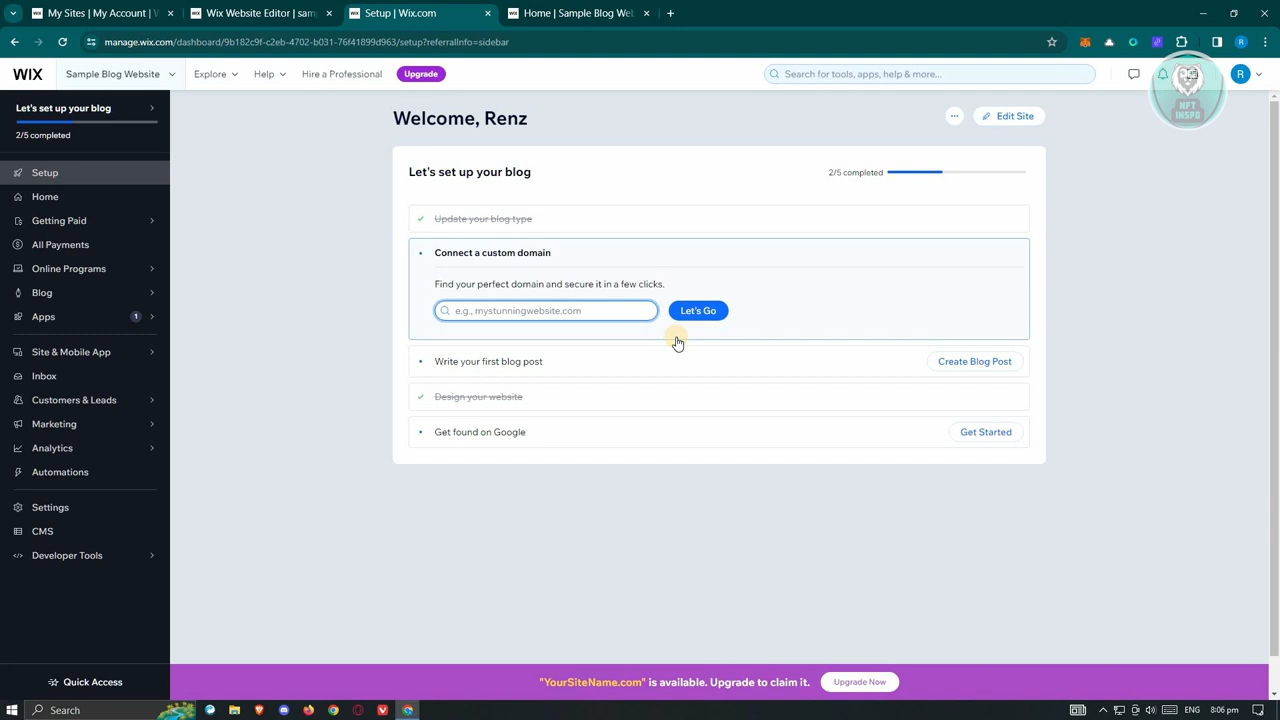 My Sites | My Account | W
Wix Website Editor | sam
Setup | Wix.com
Home | Sample Blog Web
manage.wix.com/dashboard/9b182c9f-c2eb-4702-b031-76f41899d963/setup?referralInfo=sidebar
WIX
Sample Blog Website
Explore
Help
Hire a Professional
Upgrade
Search for tools, apps, help & more...
R
NFT
INSPO
Let's set up your blog
2/5 completed
Setup
Home
Getting Paid
All Payments
Online Programs
Blog
Apps
1
Site & Mobile App
Inbox
Customers & Leads
Marketing
Analytics
Automations
Settings
CMS
Developer Tools
Quick Access
Welcome, Renz
Edit Site
Let's set up your blog
2/5 completed
Update your blog type
Connect a custom domain
Find your perfect domain and secure it in a few clicks.
e.g., mystunningwebsite.com
Let's Go
Write your first blog post
Create Blog Post
Design your website
Get found on Google
Get Started
"YourSiteName.com" is available. Upgrade to claim it.
Upgrade Now
Search
ENG
8:06 pm